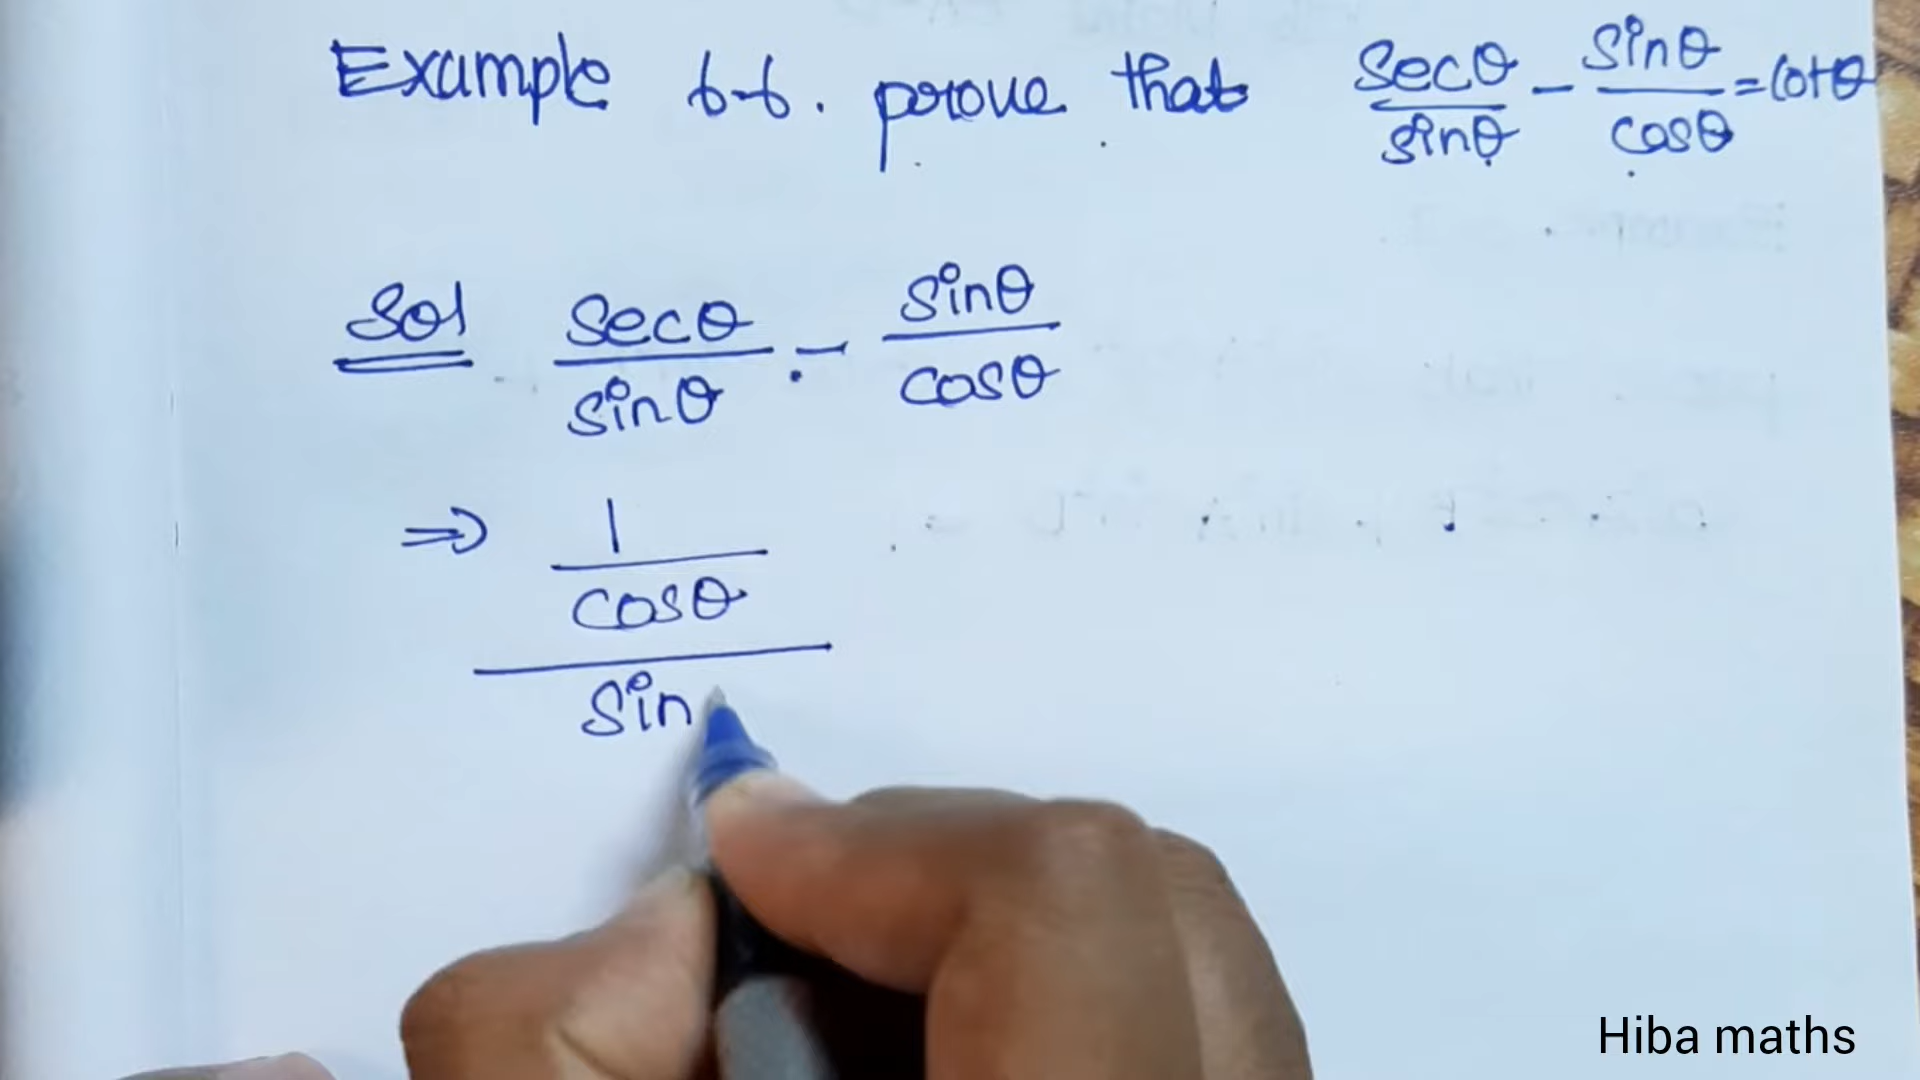 Example 6.6. prove that secθ/sinθ − sinθ/cosθ = cotθ
Sol secθ/sinθ − sinθ/cosθ
⇒ 1/cosθ
sin
Hiba maths